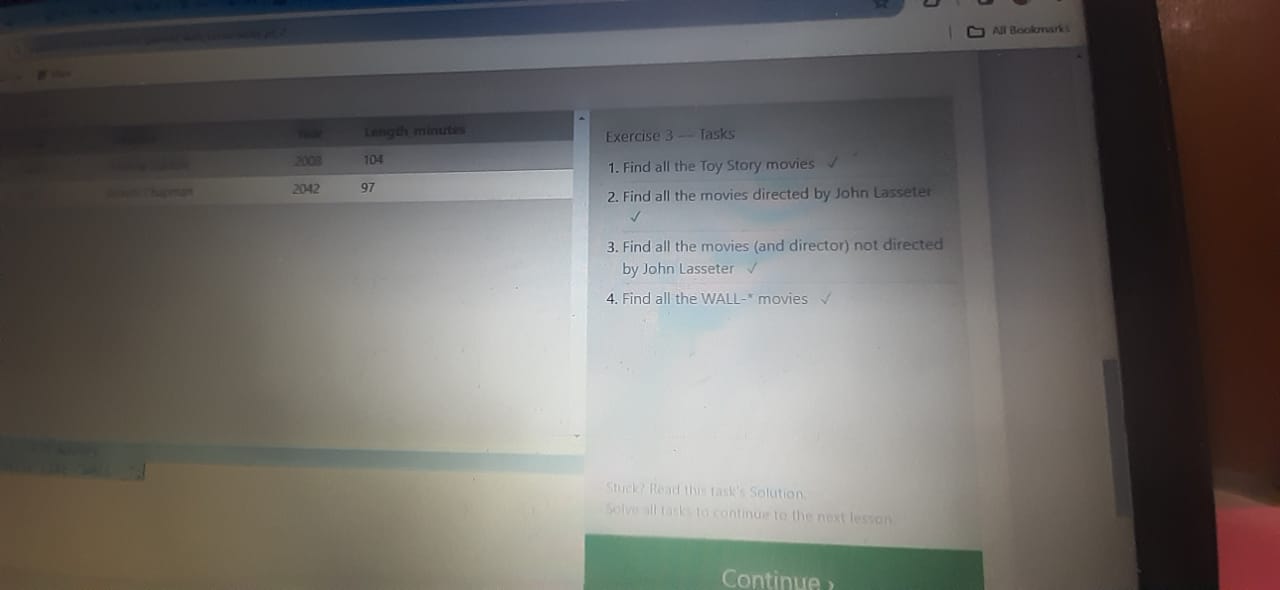 All Bookmarks
Year Length_minutes
2008 104
Chapman 2042 97
Exercise 3 — Tasks
1. Find all the Toy Story movies ✓
2. Find all the movies directed by John Lasseter
✓
3. Find all the movies (and director) not directed
by John Lasseter ✓
4. Find all the WALL-* movies ✓
Stuck? Read this task's Solution.
Solve all tasks to continue to the next lesson.
Continue ›